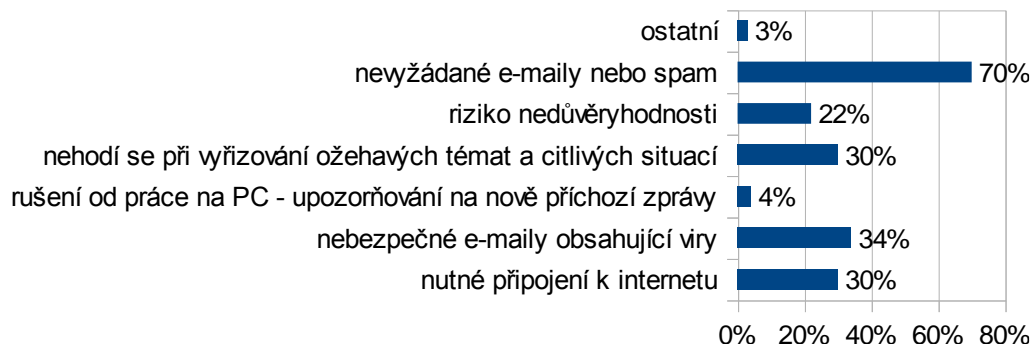 ostatní 3%
nevyžádané e-maily nebo spam 70%
riziko nedůvěryhodnosti 22%
nehodí se při vyřizování ožehavých témat a citlivých situací 30%
rušení od práce na PC - upozorňování na nově příchozí zprávy 4%
nebezpečné e-maily obsahující viry 34%
nutné připojení k internetu 30%
0% 20% 40% 60% 80%